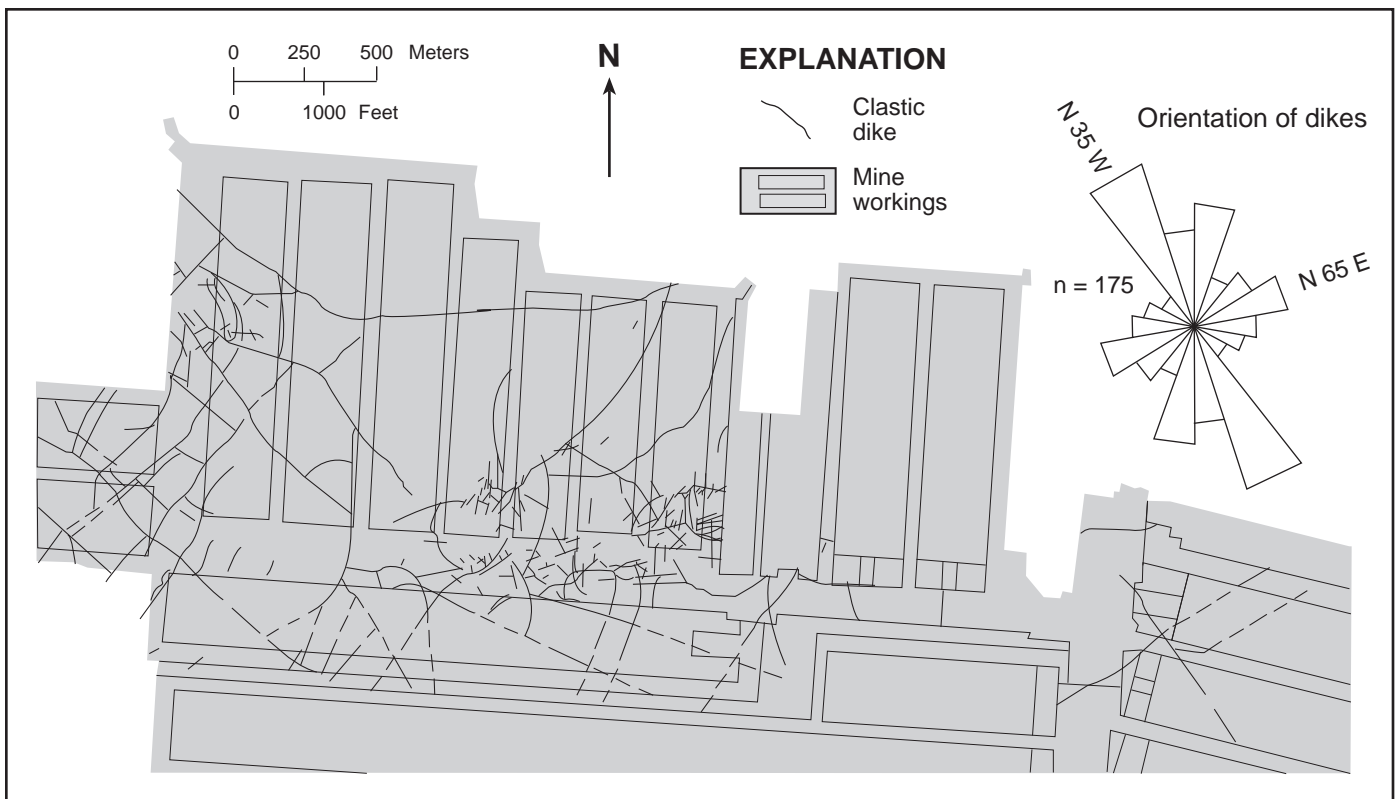 0 250 500 Meters
0 1000 Feet
N
EXPLANATION
Clastic
dike
Mine
workings
Orientation of dikes
N 35 W
n = 175
N 65 E